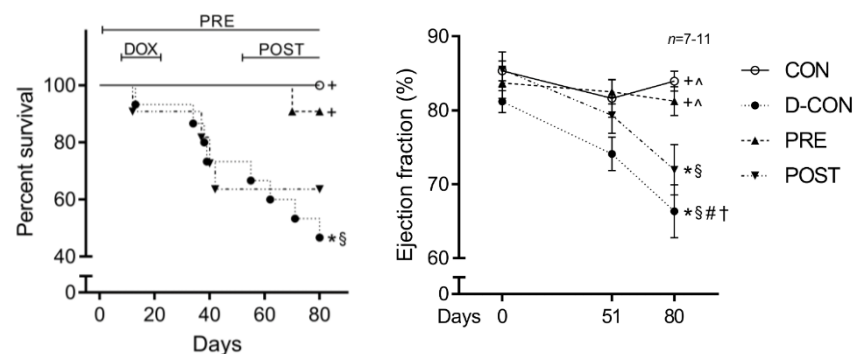 PRE
DOX
POST
100
80
60
40
0
Percent survival
+
+
*§
0
20
40
60
80
Days
90
80
70
60
0
Ejection fraction (%)
n=7-11
+^
+^
*§
*§#†
Days
0
51
80
CON
D-CON
PRE
POST